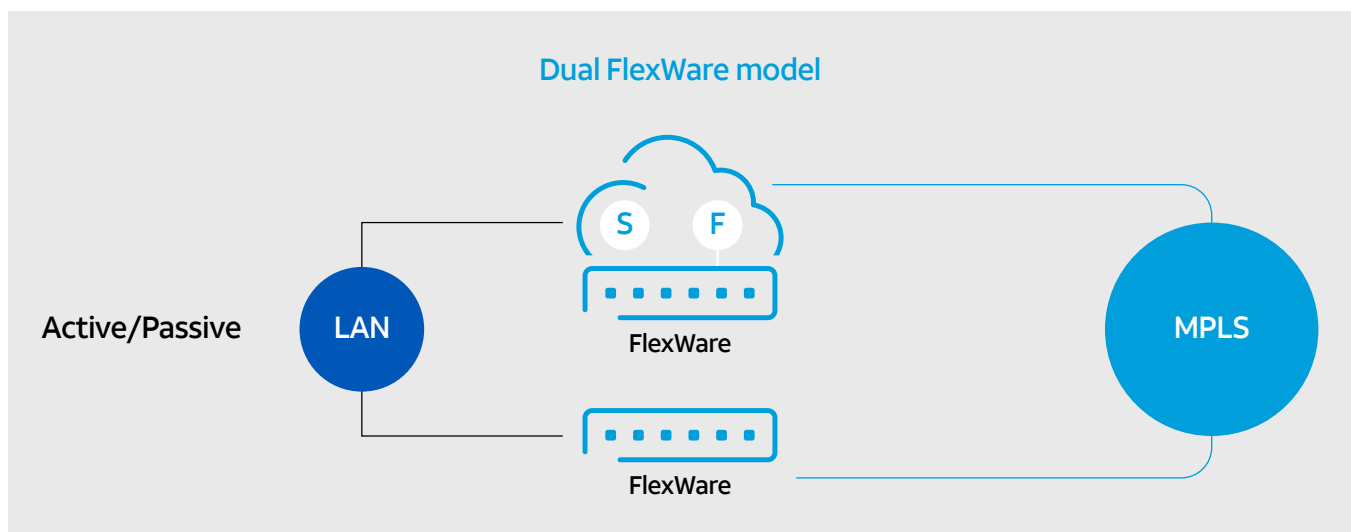 Dual FlexWare model
S
F
FlexWare
Active/Passive
LAN
MPLS
FlexWare